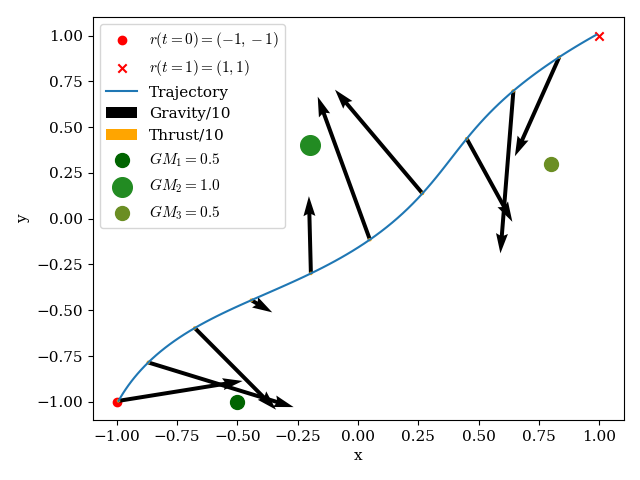 r(t=0)=(−1,−1)
r(t=1)=(1,1)
Trajectory
Gravity/10
Thrust/10
GM₁=0.5
GM₂=1.0
GM₃=0.5
1.00
0.75
0.50
0.25
0.00
−0.25
−0.50
−0.75
−1.00
y
−1.00 −0.75 −0.50 −0.25 0.00 0.25 0.50 0.75 1.00
x